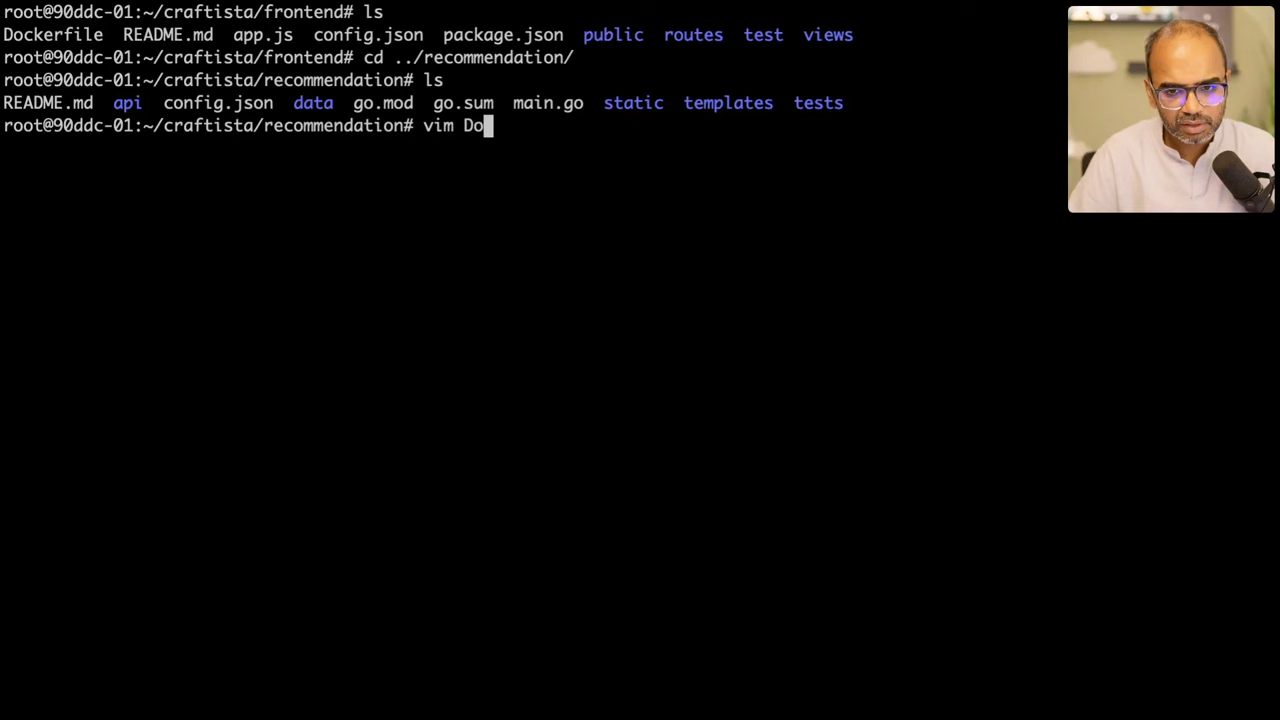 root@90ddc-01:~/craftista/frontend# ls
Dockerfile README.md app.js config.json package.json public routes test views
root@90ddc-01:~/craftista/frontend# cd ../recommendation/
root@90ddc-01:~/craftista/recommendation# ls
README.md api config.json data go.mod go.sum main.go static templates tests
root@90ddc-01:~/craftista/recommendation# vim Do